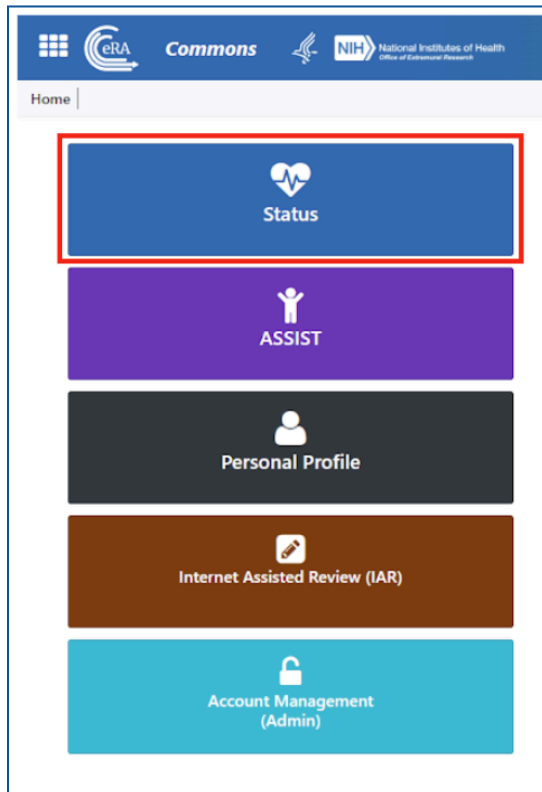 eRA Commons NIH National Institutes of Health
Office of Extramural Research
Home
Status
ASSIST
Personal Profile
Internet Assisted Review (IAR)
Account Management
(Admin)